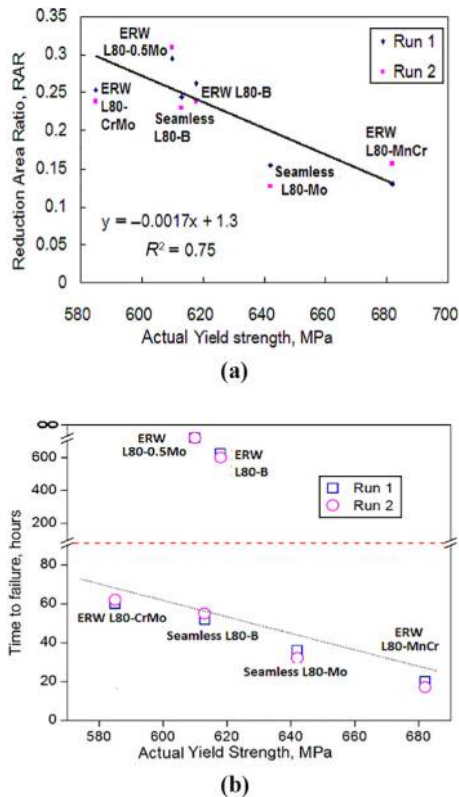 0.35
0.3
0.25
0.2
0.15
0.1
0.05
0
Reduction Area Ratio, RAR
ERW
L80-0.5Mo
Run 1
Run 2
ERW
L80-
CrMo
ERW L80-B
Seamless
L80-B
ERW
L80-MnCr
Seamless
L80-Mo
y = –0.0017x + 1.3
R² = 0.75
580 600 620 640 660 680 700
Actual Yield strength, MPa
(a)
∞
600
400
200
80
60
40
20
0
Time to failure, hours
ERW
L80-0.5Mo
ERW
L80-B
Run 1
Run 2
ERW L80-CrMo
Seamless L80-B
Seamless L80-Mo
ERW
L80-MnCr
580 600 620 640 660 680
Actual Yield Strength, MPa
(b)